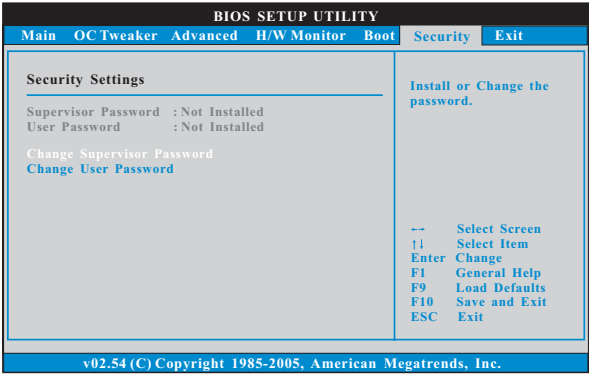 BIOS SETUP UTILITY
Main OC Tweaker Advanced H/W Monitor Boot Security Exit
Security Settings
Supervisor Password : Not Installed
User Password : Not Installed
Change Supervisor Password
Change User Password
Install or Change the
password.
←→ Select Screen
↑↓ Select Item
Enter Change
F1 General Help
F9 Load Defaults
F10 Save and Exit
ESC Exit
v02.54 (C) Copyright 1985-2005, American Megatrends, Inc.